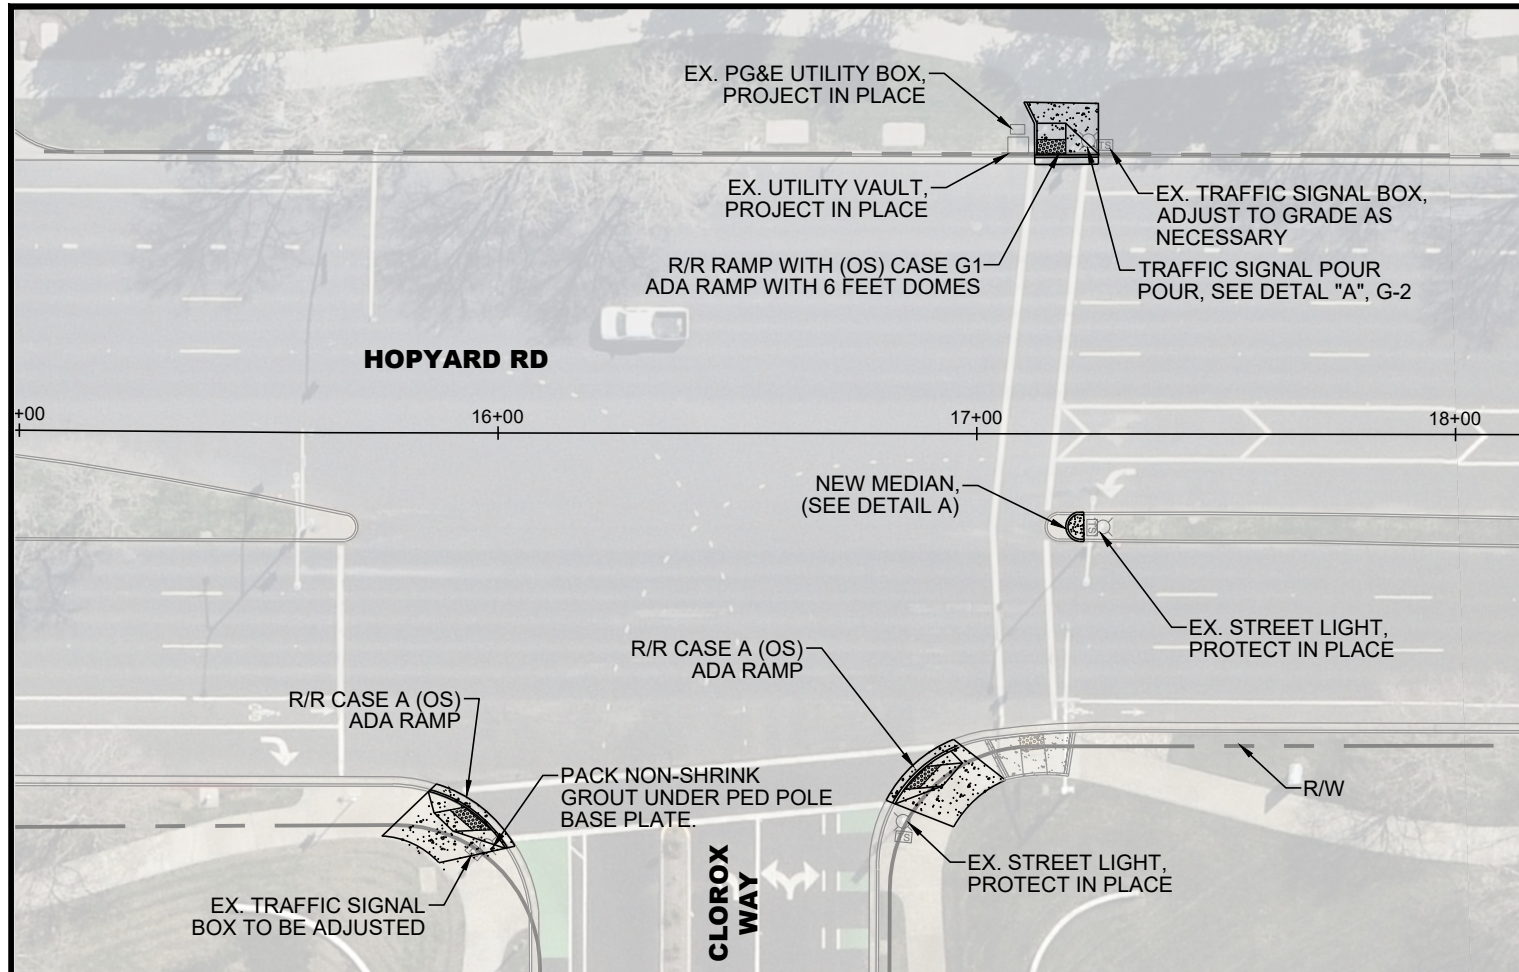 EX. PG&E UTILITY BOX,
PROJECT IN PLACE
EX. UTILITY VAULT,
PROJECT IN PLACE
EX. TRAFFIC SIGNAL BOX,
ADJUST TO GRADE AS
NECESSARY
R/R RAMP WITH (OS) CASE G1
ADA RAMP WITH 6 FEET DOMES
TRAFFIC SIGNAL POUR
POUR, SEE DETAL "A", G-2
HOPYARD RD
+00
16+00
17+00
18+00
NEW MEDIAN,
(SEE DETAIL A)
EX. STREET LIGHT,
PROTECT IN PLACE
R/R CASE A (OS)
ADA RAMP
R/R CASE A (OS)
ADA RAMP
PACK NON-SHRINK
GROUT UNDER PED POLE
BASE PLATE.
R/W
EX. STREET LIGHT,
PROTECT IN PLACE
EX. TRAFFIC SIGNAL
BOX TO BE ADJUSTED
CLOROX
WAY
TS
TS
TS